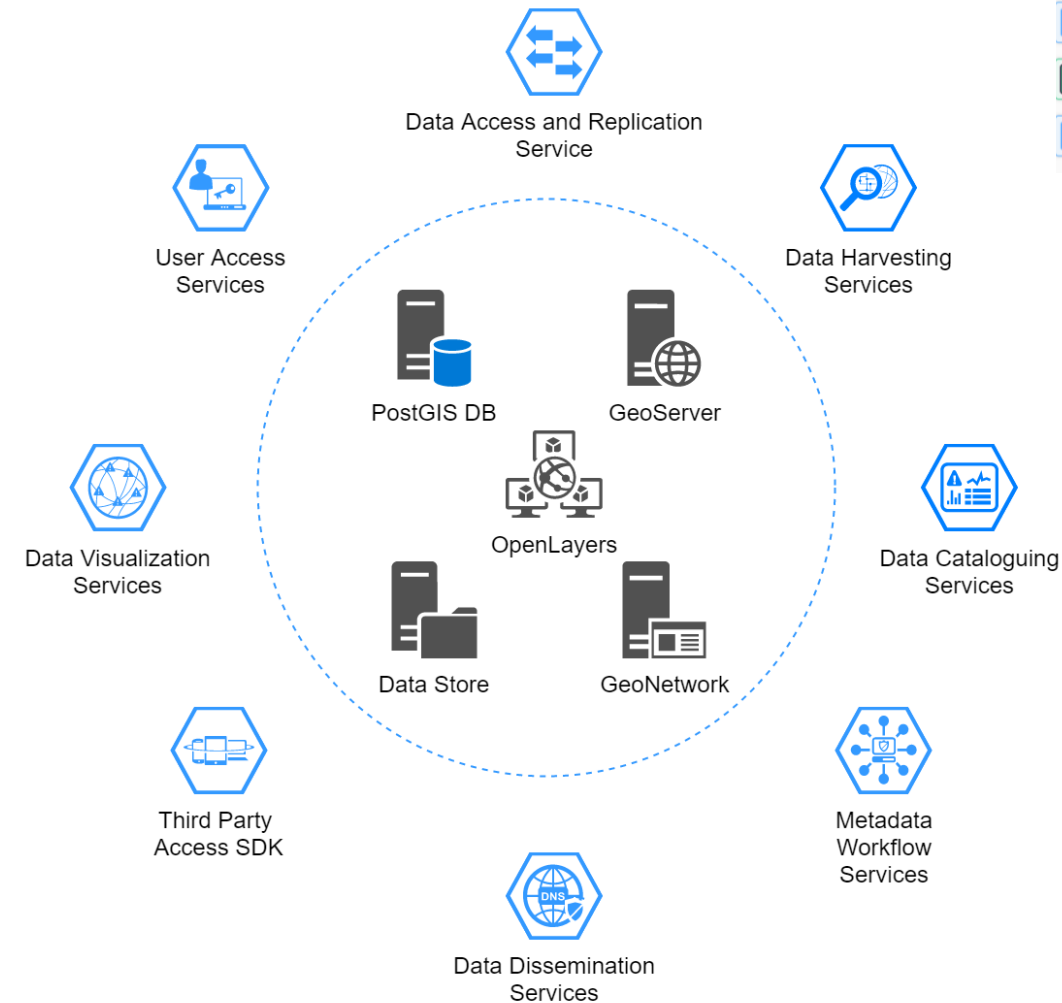 Data Access and Replication
Service
User Access
Services
Data Harvesting
Services
PostGIS DB
GeoServer
OpenLayers
Data Visualization
Services
Data Cataloguing
Services
Data Store
GeoNetwork
Third Party
Access SDK
Metadata
Workflow
Services
DNS
Data Dissemination
Services